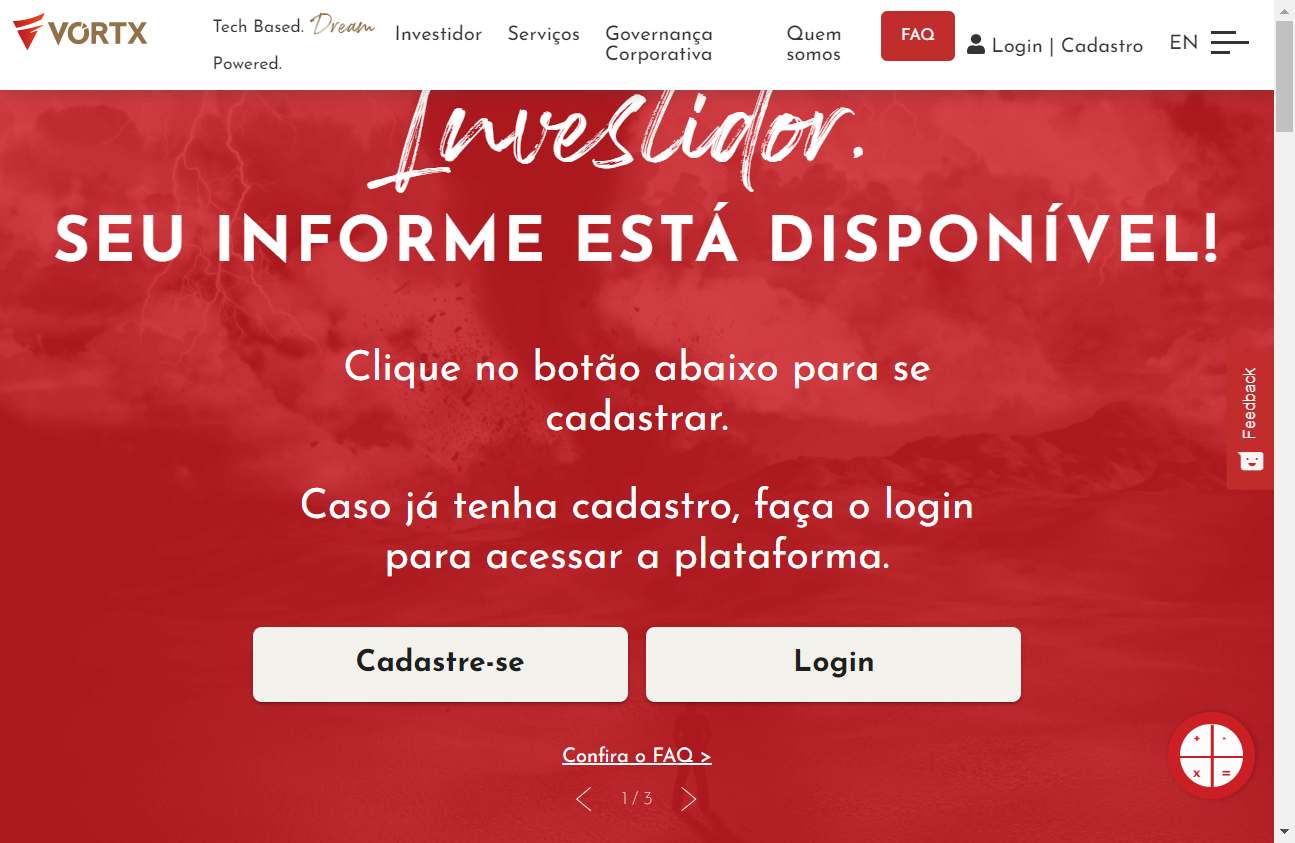 VORTX
Tech Based. Dream
Powered.
Investidor
Serviços
Governança
Corporativa
Quem
somos
FAQ
Login | Cadastro
EN
Investidor.
SEU INFORME ESTÁ DISPONÍVEL!
Clique no botão abaixo para se
cadastrar.
Caso já tenha cadastro, faça o login
para acessar a plataforma.
Feedback
Cadastre-se
Login
Confira o FAQ >
1 / 3
+ -
x =